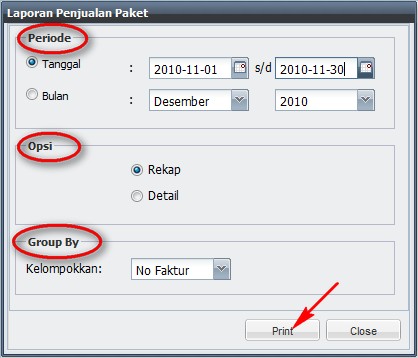 Laporan Penjualan Paket
Periode
Tanggal : 2010-11-01 s/d 2010-11-30
Bulan : Desember 2010
Opsi
Rekap
Detail
Group By
Kelompokkan: No Faktur
Print Close